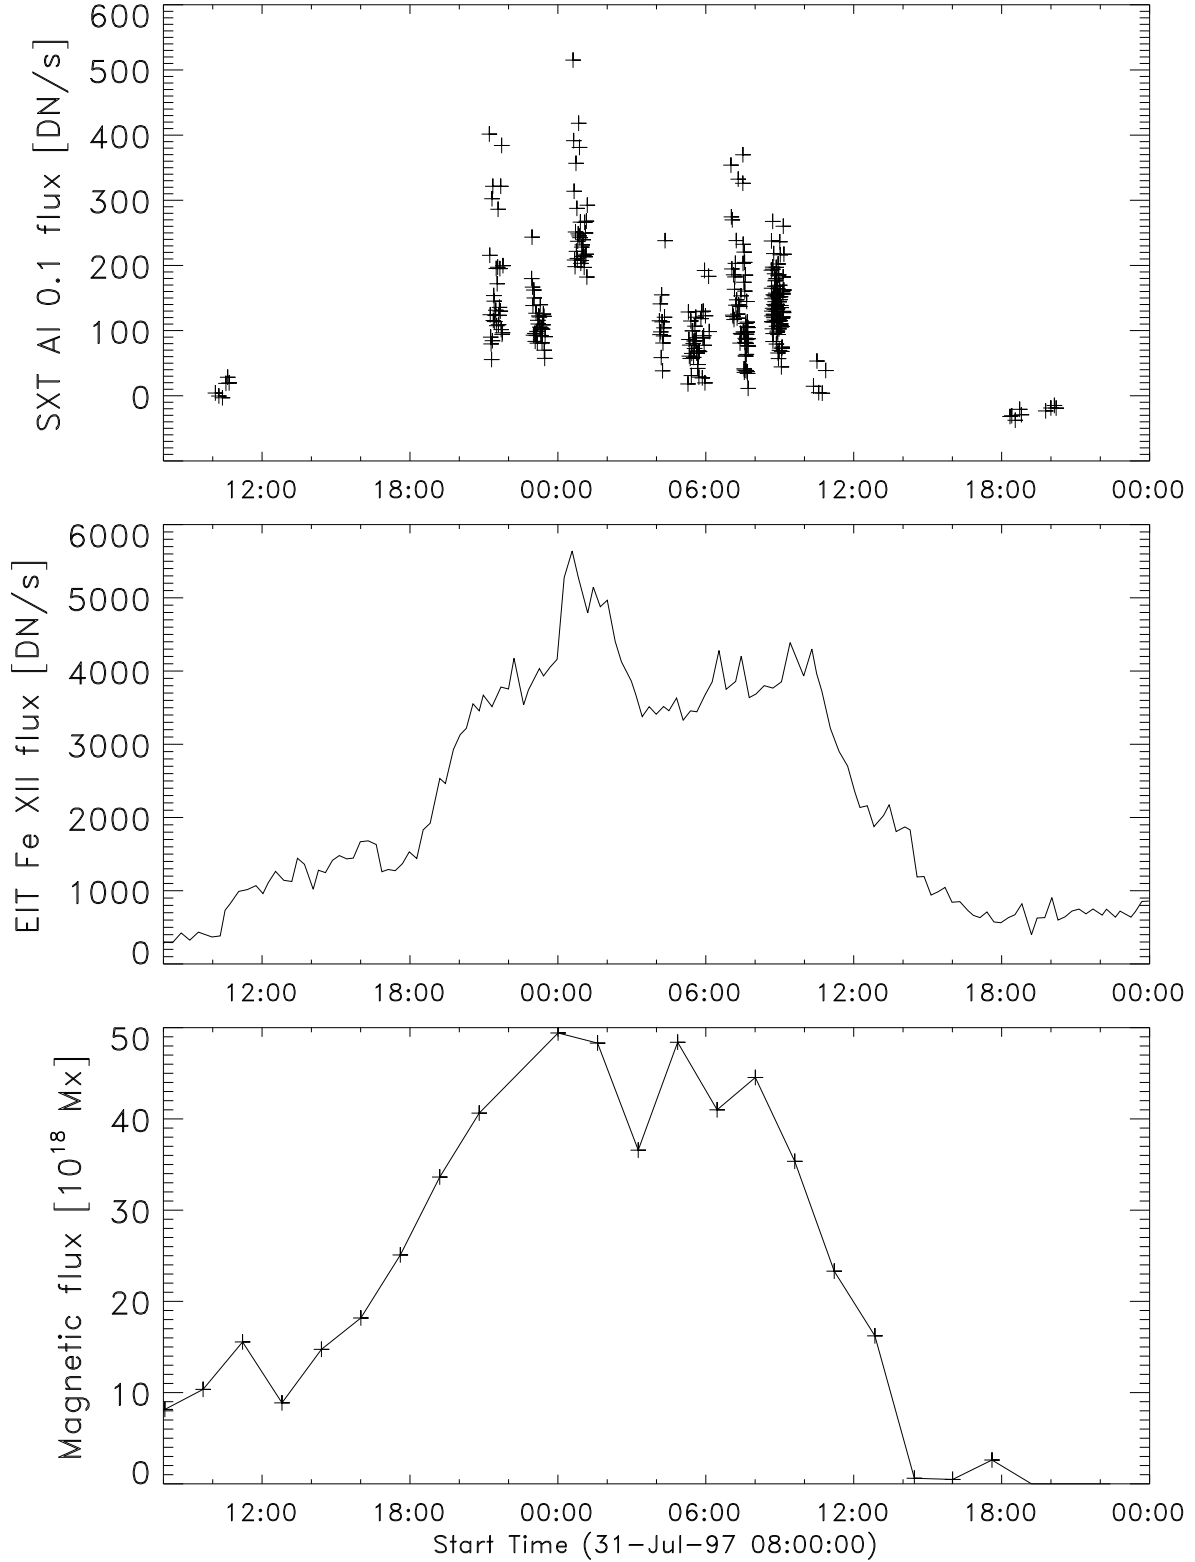 SXT Al 0.1 flux [DN/s]
600
500
400
300
200
100
0
12:00 18:00 00:00 06:00 12:00 18:00 00:00
EIT Fe XII flux [DN/s]
6000
5000
4000
3000
2000
1000
0
12:00 18:00 00:00 06:00 12:00 18:00 00:00
Magnetic flux [10¹⁸ Mx]
50
40
30
20
10
0
12:00 18:00 00:00 06:00 12:00 18:00 00:00
Start Time (31-Jul-97 08:00:00)